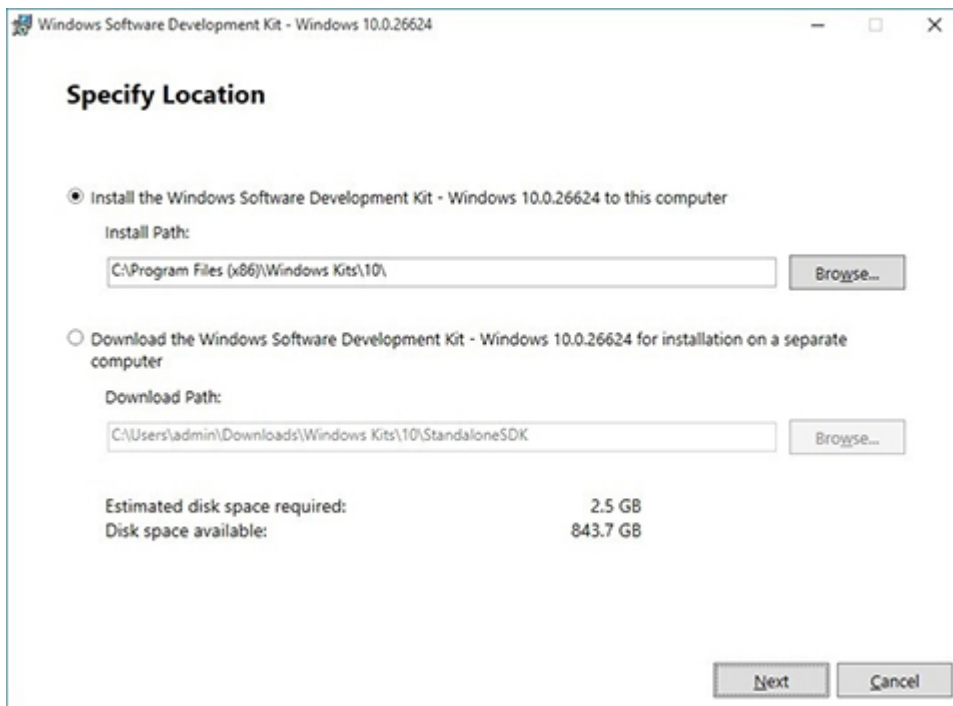 Windows Software Development Kit - Windows 10.0.26624
Specify Location
Install the Windows Software Development Kit - Windows 10.0.26624 to this computer
Install Path:
C:\Program Files (x86)\Windows Kits\10\
Browse...
Download the Windows Software Development Kit - Windows 10.0.26624 for installation on a separate
computer
Download Path:
C:\Users\admin\Downloads\Windows Kits\10\StandaloneSDK
Browse...
Estimated disk space required: 2.5 GB
Disk space available: 843.7 GB
Next Cancel